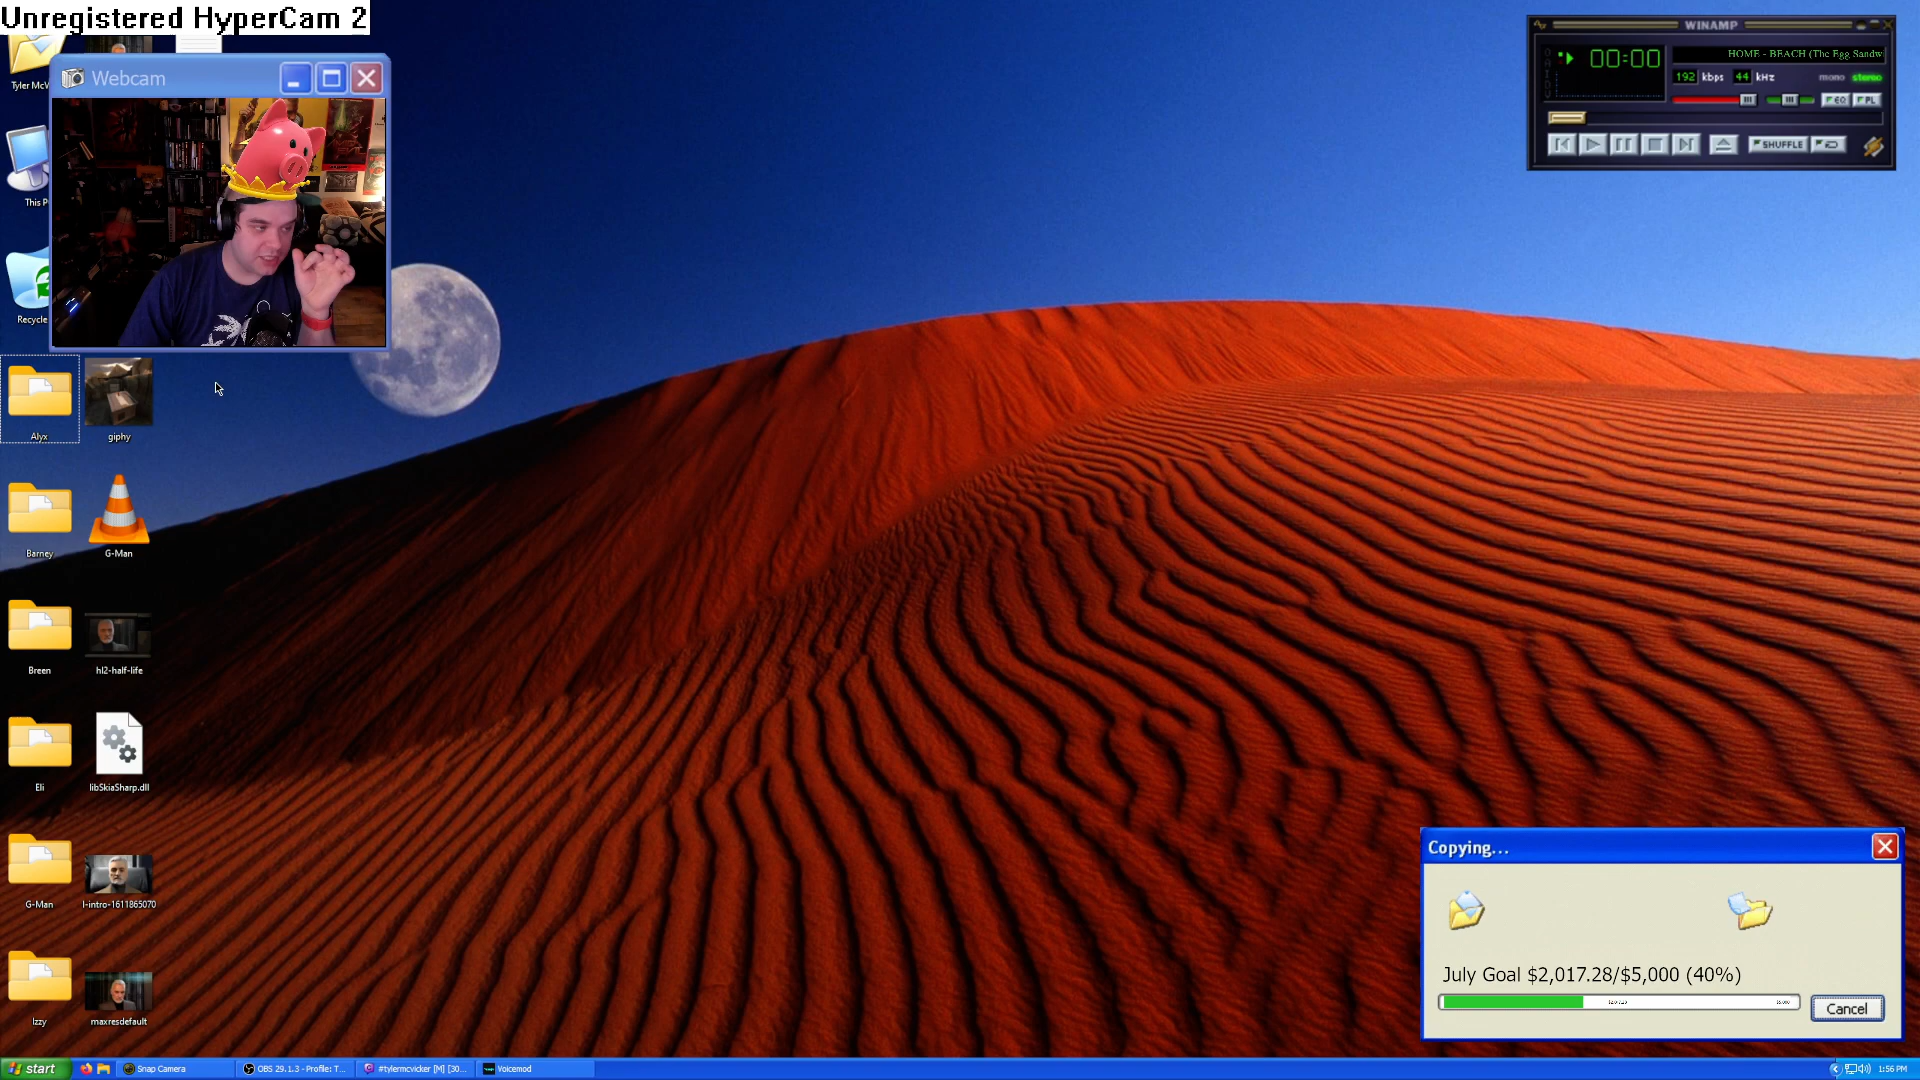 Unregistered HyperCam 2
Tyler McV
Webcam
This P
Recycle
Alyx
giphy
Barney
G-Man
Breen
hl2-half-life
Eli
libSkiaSharp.dll
G-Man
l-intro-1611865070
Izzy
maxresdefault
WINAMP
00:00
HOME - BEACH (The Egg Sandw
192 kbps 44 kHz mono stereo
EQ PL
SHUFFLE
Copying...
July Goal $2,017.28/$5,000 (40%)
Cancel
start
Snap Camera
OBS 29.1.3 - Profile: T...
#tylermcvicker [M] [30...
Voicemod
1:56 PM